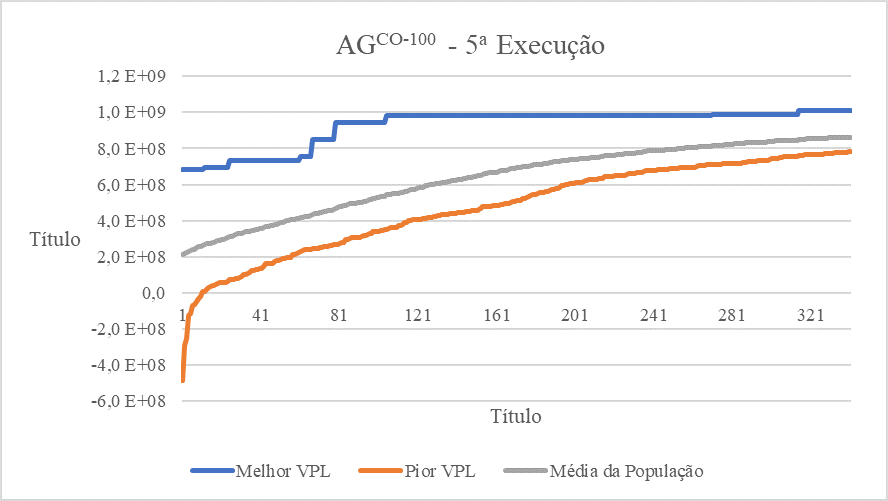 AGCO-100 - 5ª Execução
1,2 E+09
1,0 E+09
8,0 E+08
6,0 E+08
4,0 E+08
2,0 E+08
0,0
-2,0 E+08
-4,0 E+08
-6,0 E+08
Título
1 41 81 121 161 201 241 281 321
Título
Melhor VPL Pior VPL Média da População